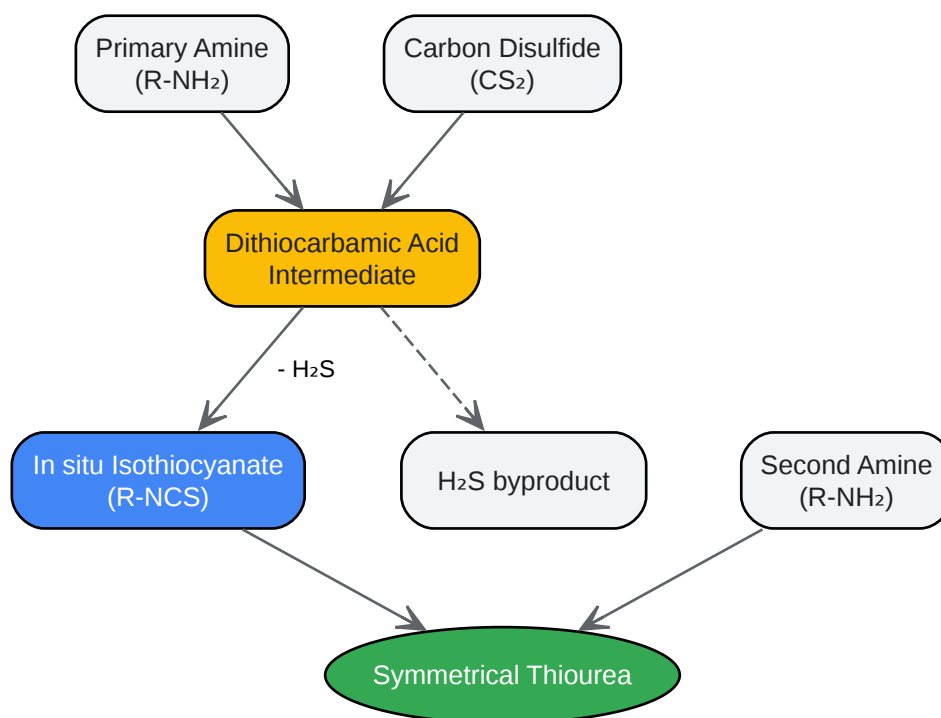 Primary Amine
(R-NH₂)
Carbon Disulfide
(CS₂)
Dithiocarbamic Acid
Intermediate
- H₂S
In situ Isothiocyanate
(R-NCS)
H₂S byproduct
Second Amine
(R-NH₂)
Symmetrical Thiourea